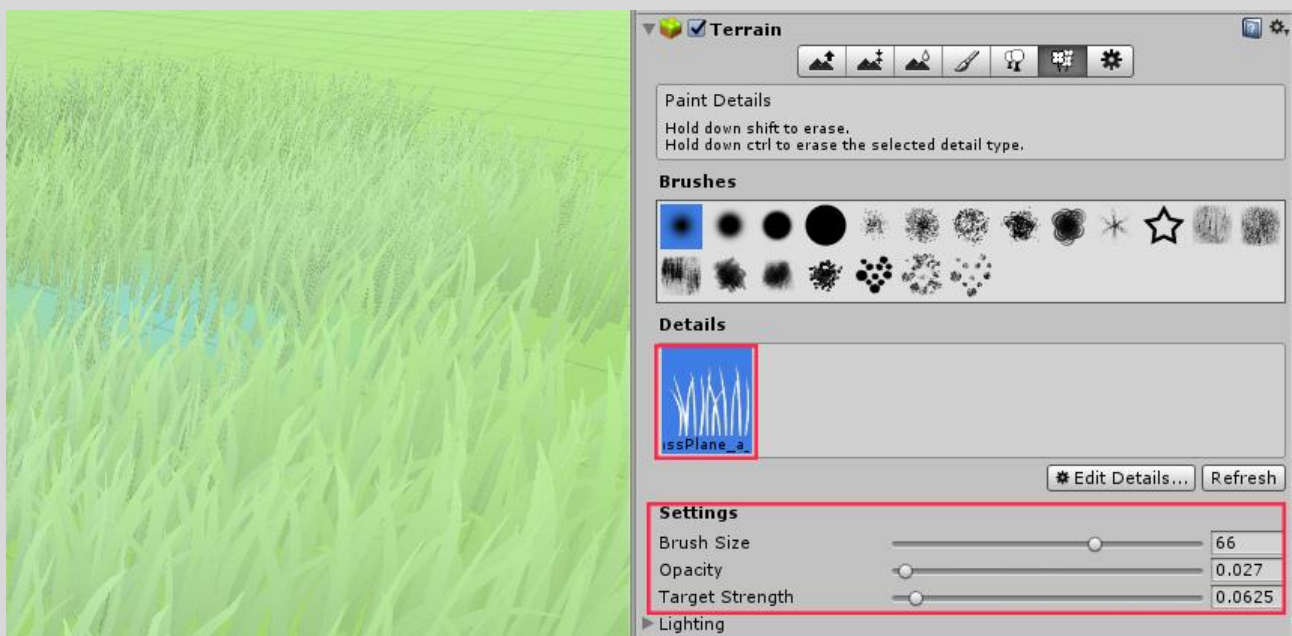 Terrain
Paint Details
Hold down shift to erase.
Hold down ctrl to erase the selected detail type.
Brushes
Details
ssPlane_a_
Edit Details...
Refresh
Settings
Brush Size 66
Opacity 0.027
Target Strength 0.0625
Lighting